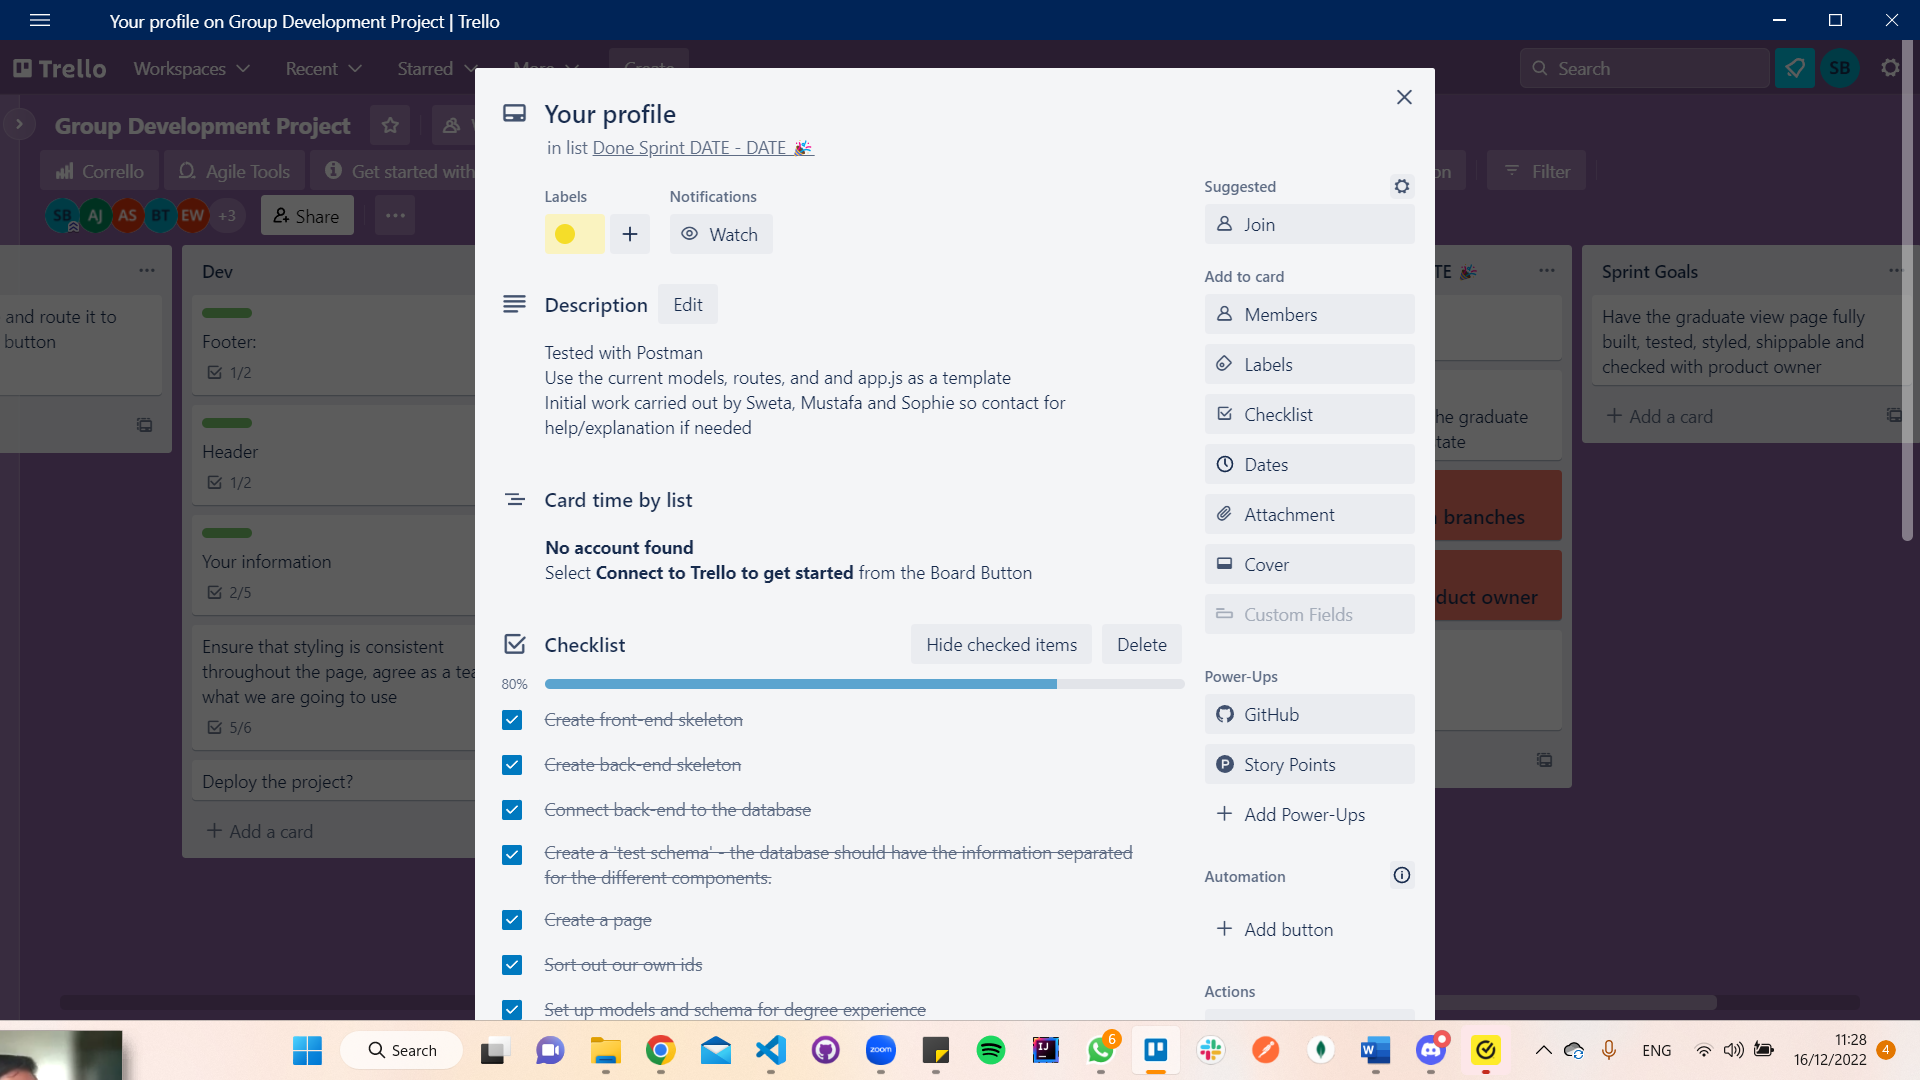 Your profile on Group Development Project | Trello
Trello
Workspaces
Recent
Starred
More
Create
Search
SB
Group Development Project
Corrello
Agile Tools
Get started with
on
Filter
SB
AJ
AS
BT
EW
+3
Share
and route it to
button
Dev
Footer:
1/2
Header
1/2
Your information
2/5
Ensure that styling is consistent
throughout the page, agree as a tea
what we are going to use
5/6
Deploy the project?
+ Add a card
Your profile
in list Done Sprint DATE - DATE 🎉
Labels
Notifications
+
Watch
Description
Edit
Tested with Postman
Use the current models, routes, and and app.js as a template
Initial work carried out by Sweta, Mustafa and Sophie so contact for
help/explanation if needed
Card time by list
No account found
Select Connect to Trello to get started from the Board Button
Checklist
Hide checked items
Delete
80%
Create front-end skeleton
Create back-end skeleton
Connect back-end to the database
Create a 'test schema' - the database should have the information separated
for the different components.
Create a page
Sort out our own ids
Set up models and schema for degree experience
Suggested
Join
Add to card
Members
Labels
Checklist
Dates
Attachment
Cover
Custom Fields
Power-Ups
GitHub
Story Points
+ Add Power-Ups
Automation
+ Add button
Actions
TE 🎉
he graduate
tate
branches
duct owner
Sprint Goals
Have the graduate view page fully
built, tested, styled, shippable and
checked with product owner
+ Add a card
Search
zoom
IJ
6
W
ENG
11:28
16/12/2022
4